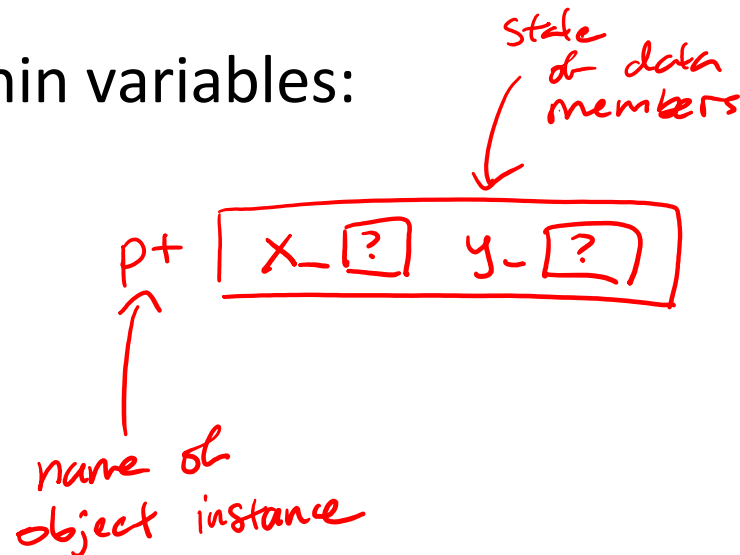 hin variables:
state
of data
members
pt x_ ? y_ ?
name of
object instance